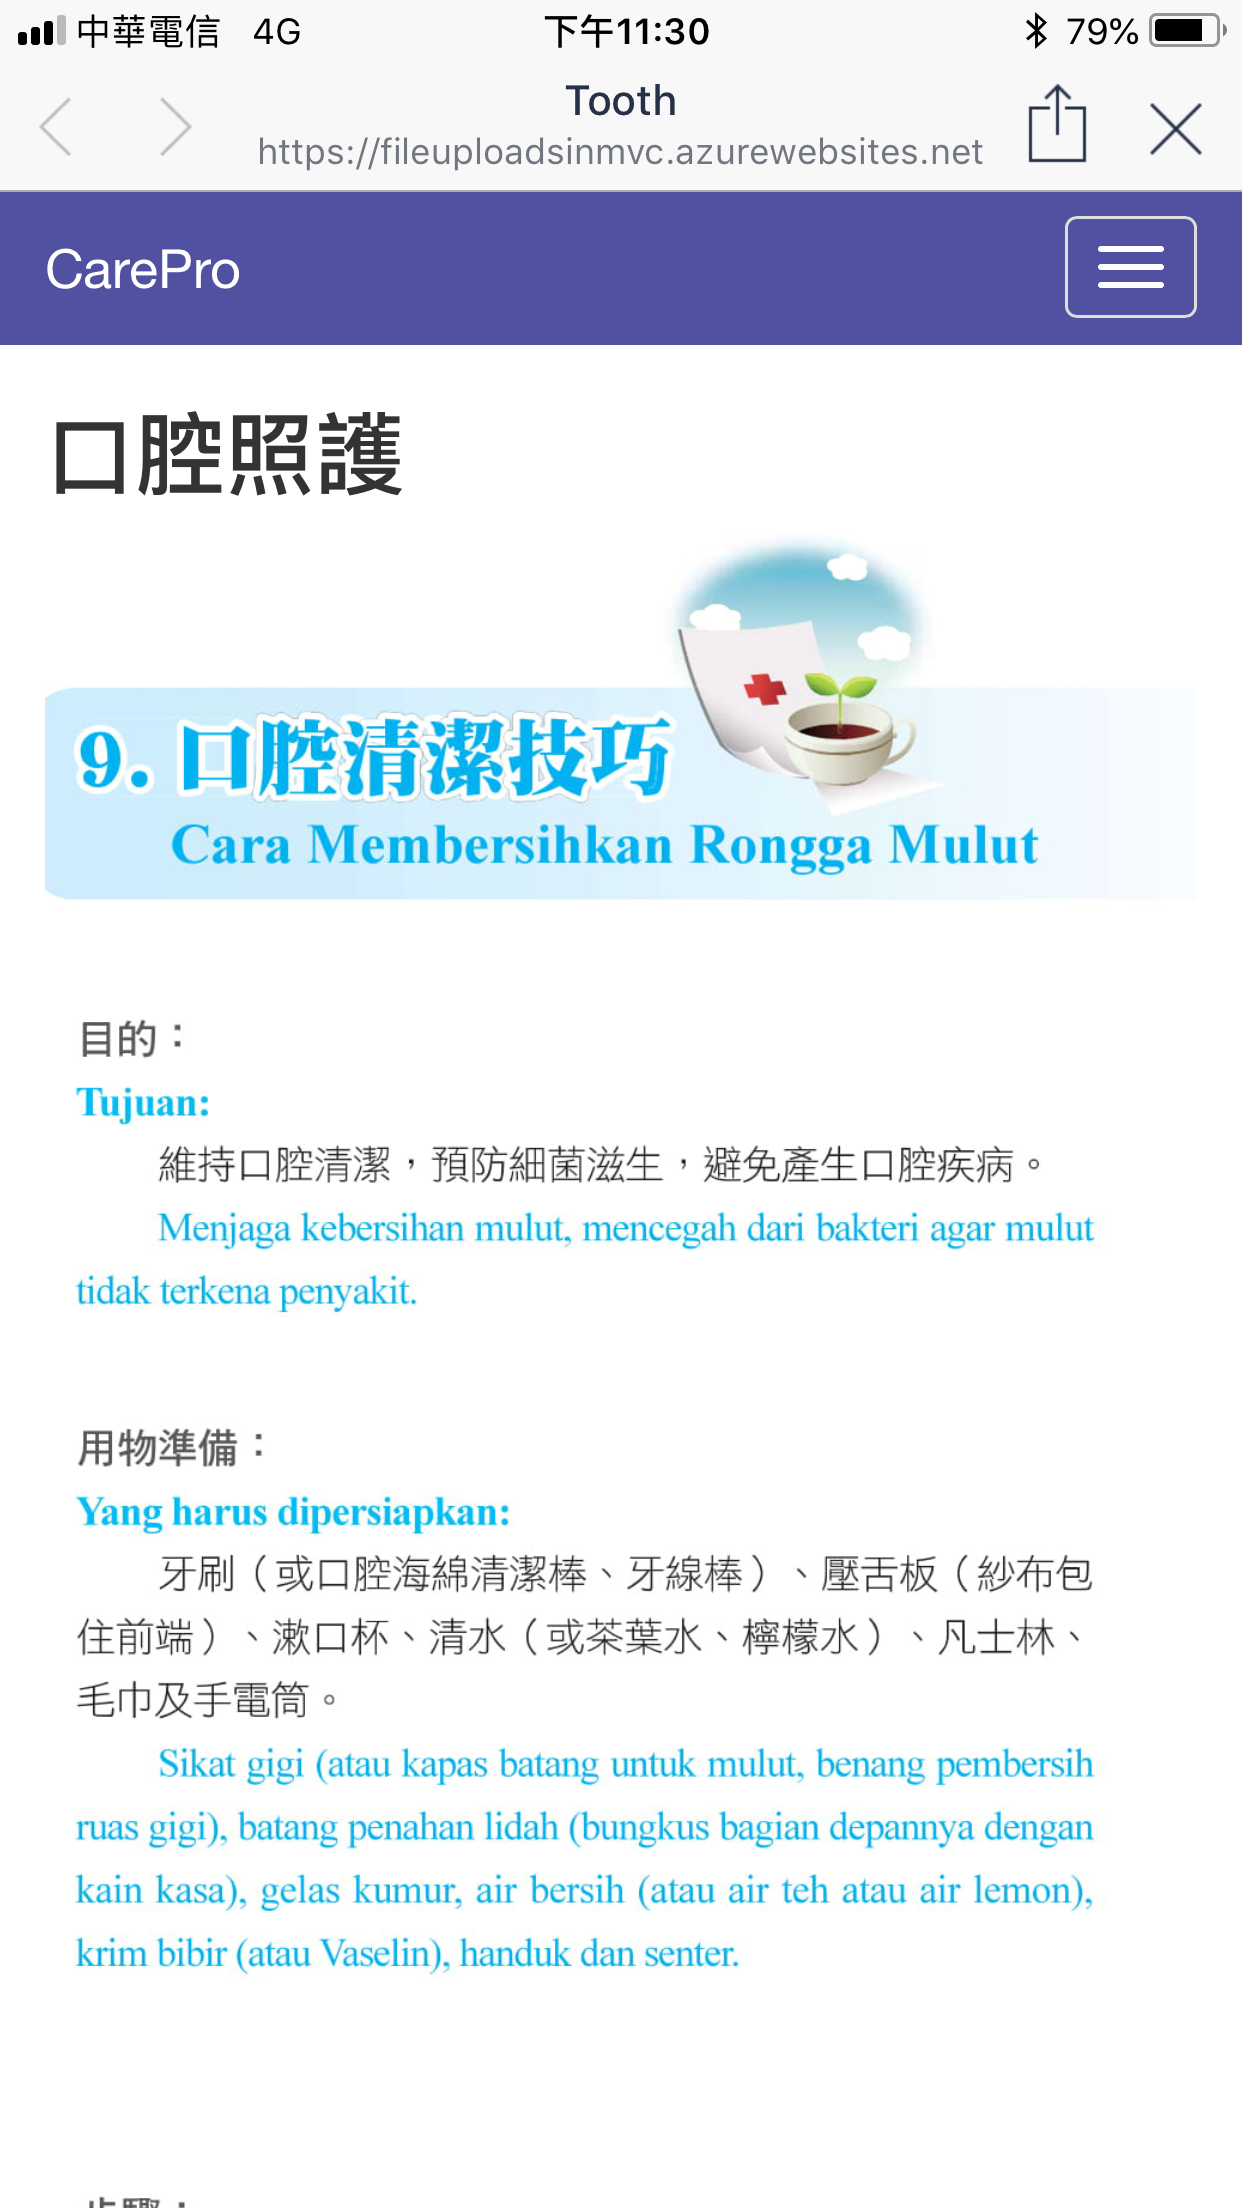 中華電信 4G 下午11:30 79%
Tooth
https://fileuploadsinmvc.azurewebsites.net
CarePro
口腔照護
9. 口腔清潔技巧
Cara Membersihkan Rongga Mulut
目的：
Tujuan:
維持口腔清潔，預防細菌滋生，避免產生口腔疾病。
Menjaga kebersihan mulut, mencegah dari bakteri agar mulut
tidak terkena penyakit.
用物準備：
Yang harus dipersiapkan:
牙刷（或口腔海綿清潔棒、牙線棒）、壓舌板（紗布包
住前端）、漱口杯、清水（或茶葉水、檸檬水）、凡士林、
毛巾及手電筒。
Sikat gigi (atau kapas batang untuk mulut, benang pembersih
ruas gigi), batang penahan lidah (bungkus bagian depannya dengan
kain kasa), gelas kumur, air bersih (atau air teh atau air lemon),
krim bibir (atau Vaselin), handuk dan senter.